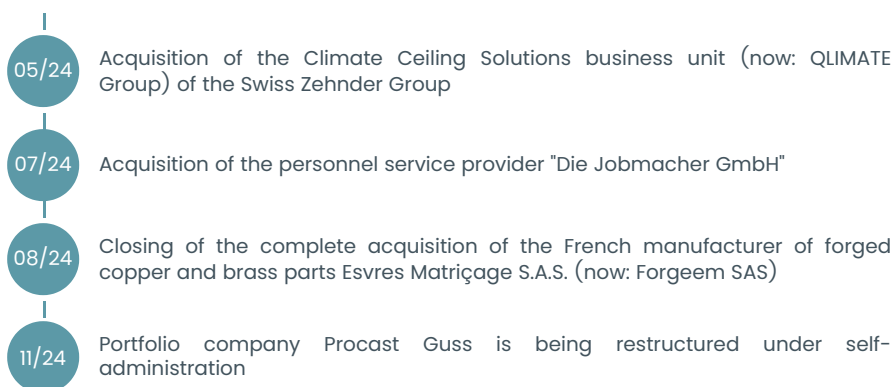 05/24
Acquisition of the Climate Ceiling Solutions business unit (now: QLIMATE
Group) of the Swiss Zehnder Group
07/24
Acquisition of the personnel service provider "Die Jobmacher GmbH"
08/24
Closing of the complete acquisition of the French manufacturer of forged
copper and brass parts Esvres Matriçage S.A.S. (now: Forgeem SAS)
11/24
Portfolio company Procast Guss is being restructured under self-
administration